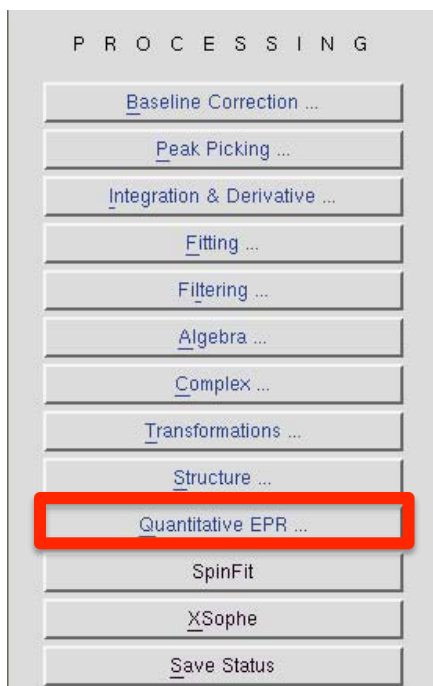 P R O C E S S I N G
Baseline Correction ...
Peak Picking ...
Integration & Derivative ...
Fitting ...
Filtering ...
Algebra ...
Complex ...
Transformations ...
Structure ...
Quantitative EPR ...
SpinFit
XSophe
Save Status